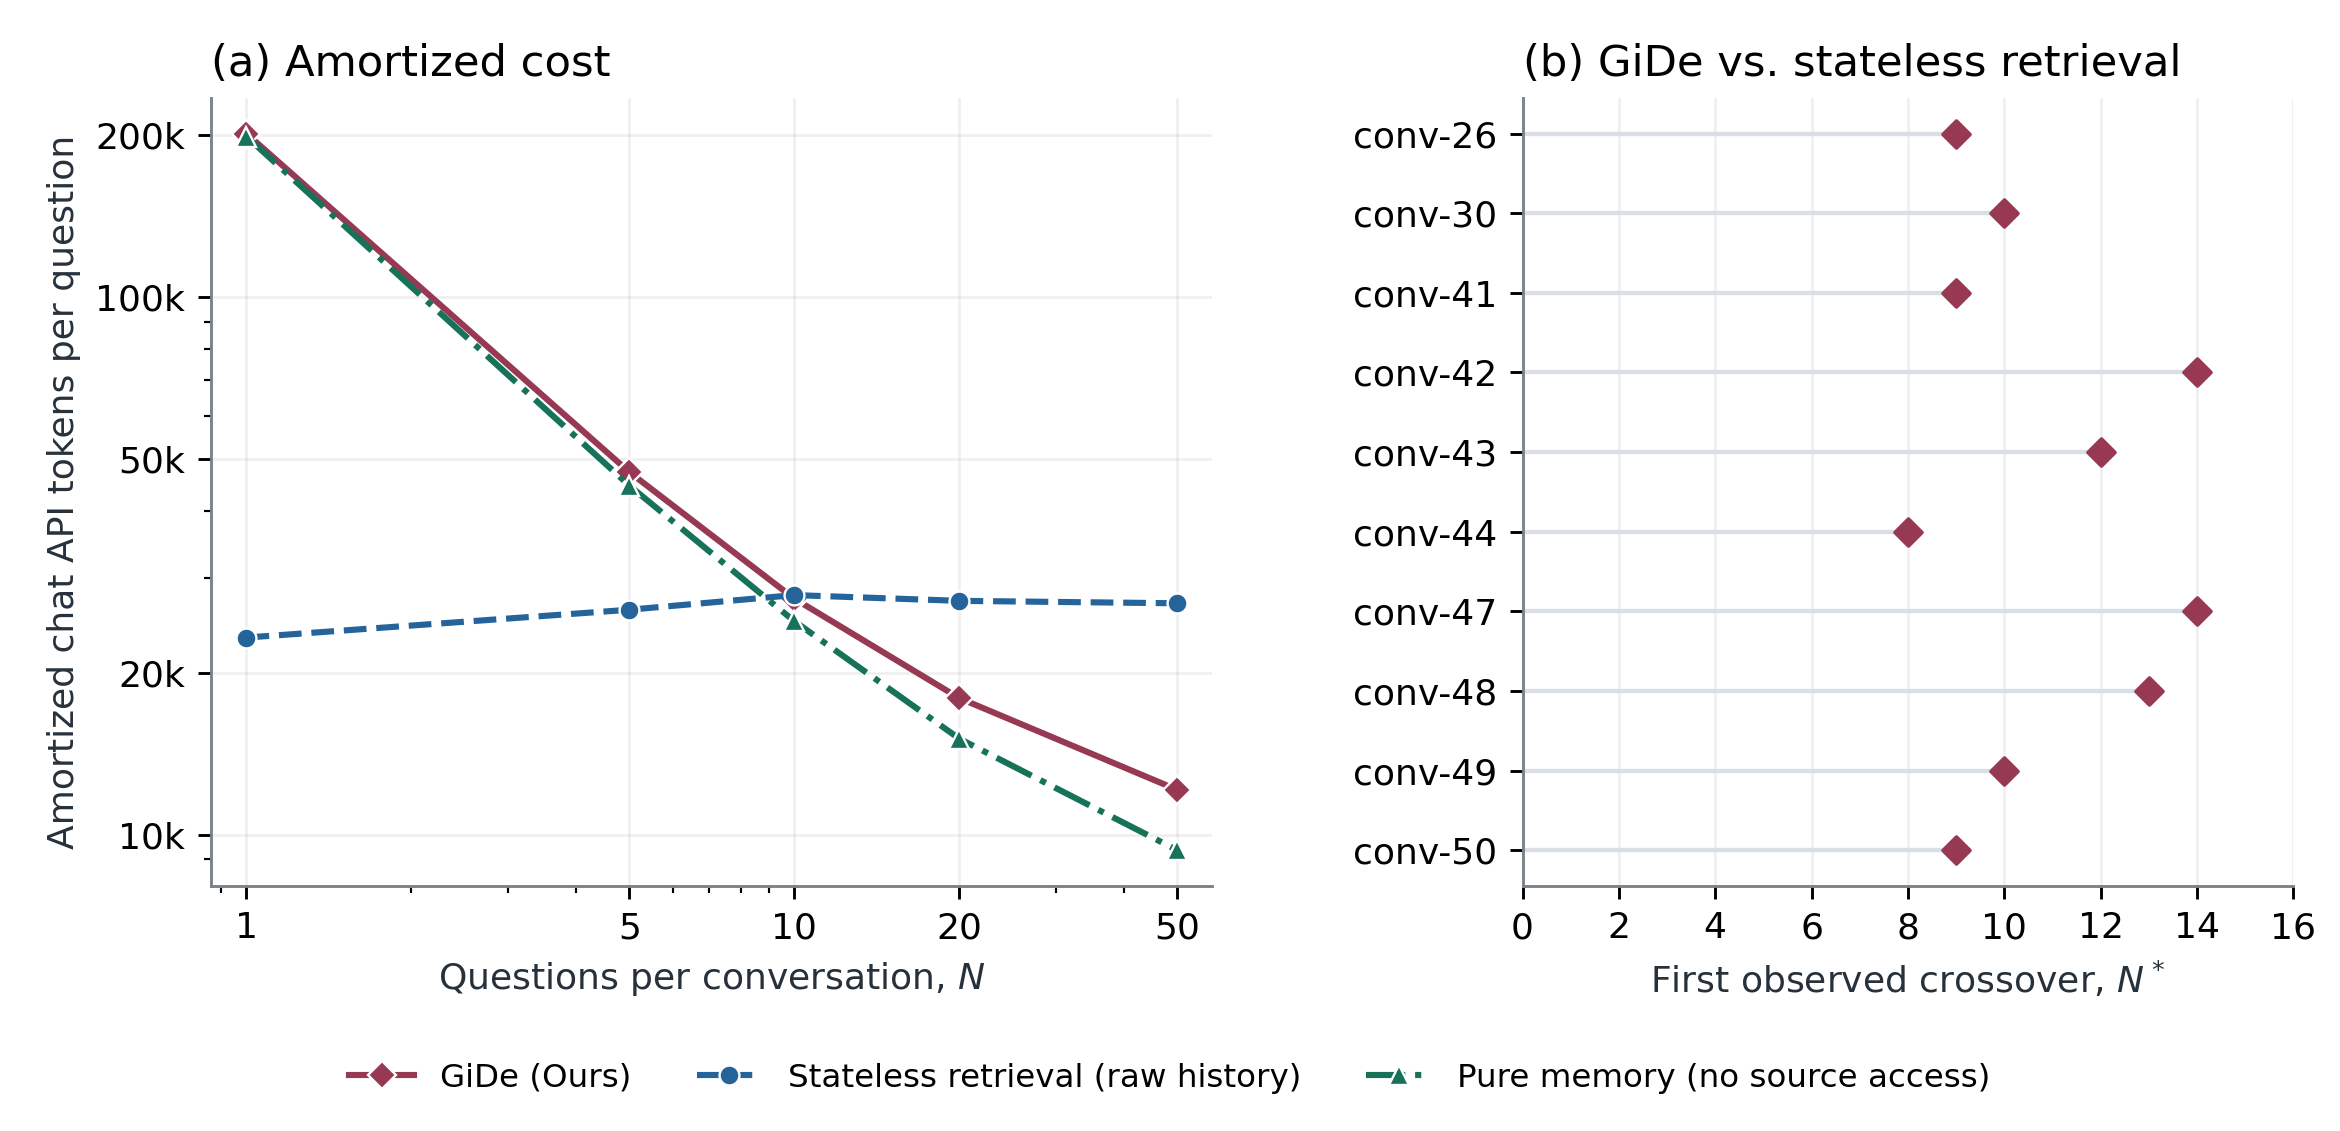 (a) Amortized cost
Amortized chat API tokens per question
200k
100k
50k
20k
10k
1
5
10
20
50
Questions per conversation, N
(b) GiDe vs. stateless retrieval
conv-26
conv-30
conv-41
conv-42
conv-43
conv-44
conv-47
conv-48
conv-49
conv-50
0
2
4
6
8
10
12
14
16
First observed crossover, N*
GiDe (Ours)
Stateless retrieval (raw history)
Pure memory (no source access)